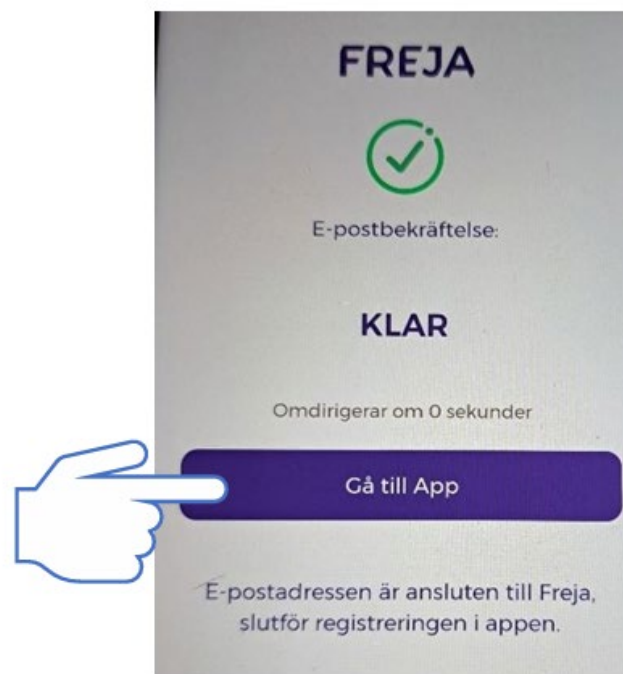 FREJA
E-postbekräftelse:
KLAR
Omdirigerar om 0 sekunder
Gå till App
E-postadressen är ansluten till Freja,
slutför registreringen i appen.